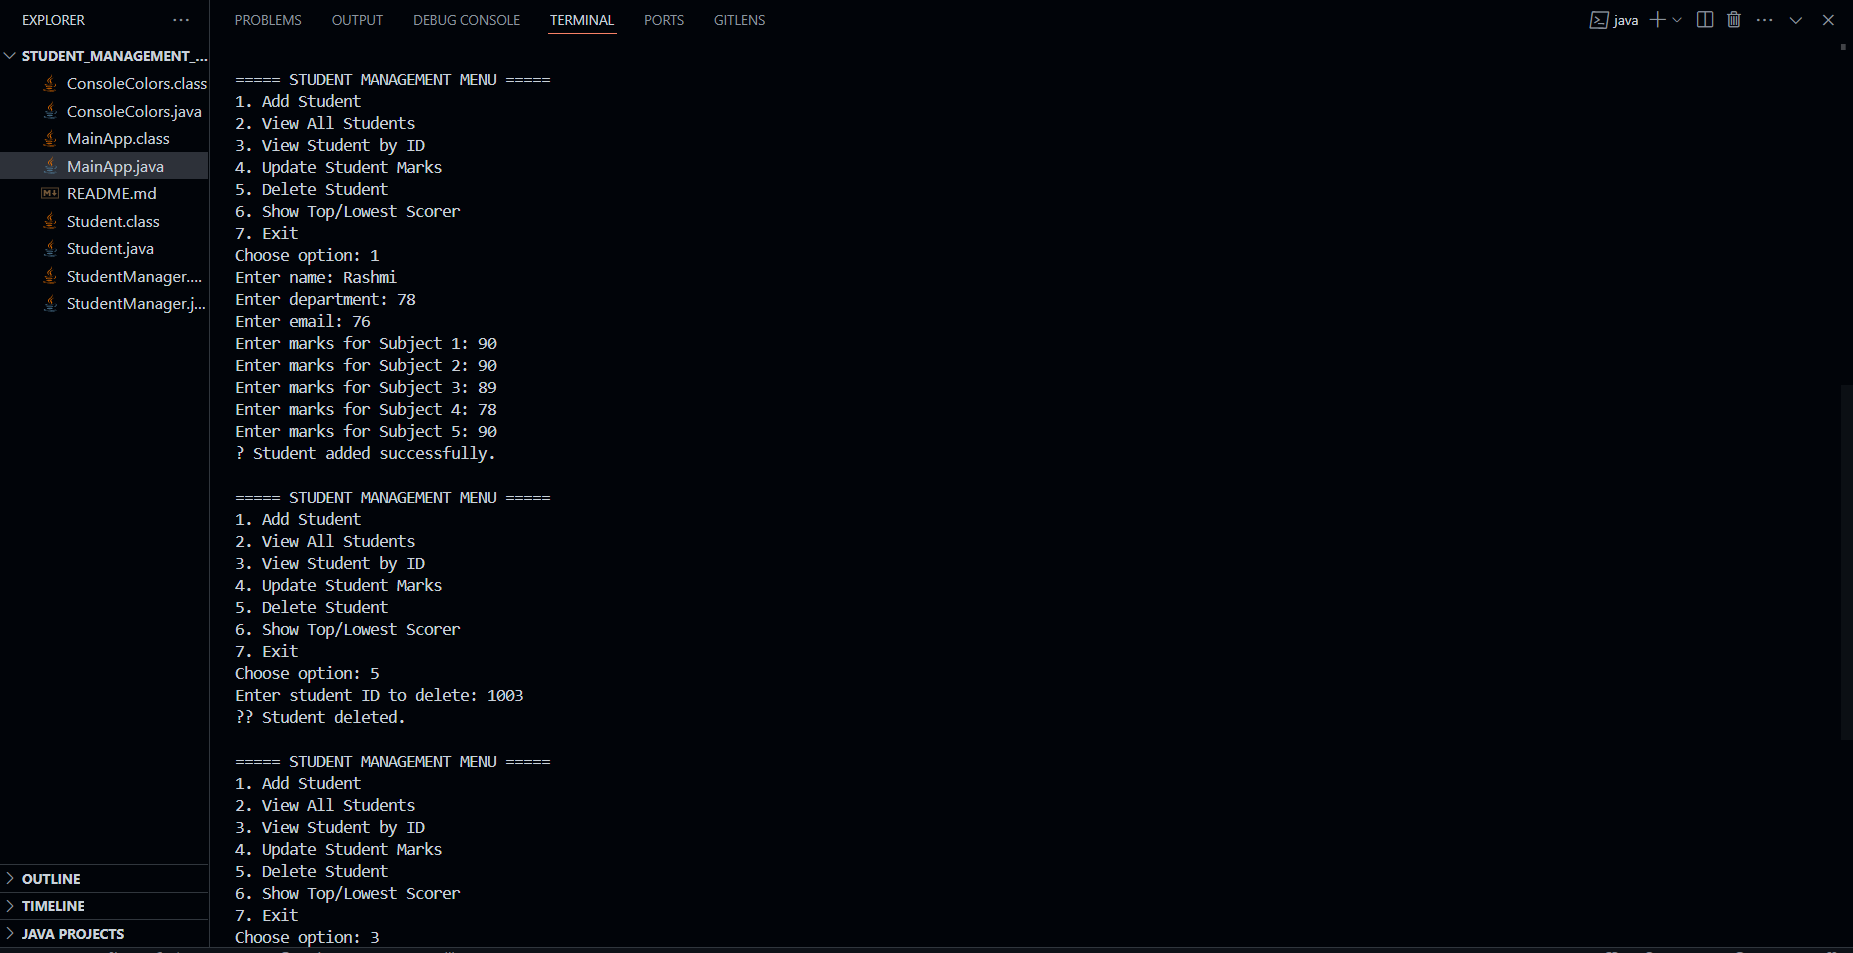 EXPLORER
STUDENT_MANAGEMENT_...
ConsoleColors.class
ConsoleColors.java
MainApp.class
MainApp.java
README.md
Student.class
Student.java
StudentManager....
StudentManager.j...
OUTLINE
TIMELINE
JAVA PROJECTS
PROBLEMS OUTPUT DEBUG CONSOLE TERMINAL PORTS GITLENS
java
===== STUDENT MANAGEMENT MENU =====
1. Add Student
2. View All Students
3. View Student by ID
4. Update Student Marks
5. Delete Student
6. Show Top/Lowest Scorer
7. Exit
Choose option: 1
Enter name: Rashmi
Enter department: 78
Enter email: 76
Enter marks for Subject 1: 90
Enter marks for Subject 2: 90
Enter marks for Subject 3: 89
Enter marks for Subject 4: 78
Enter marks for Subject 5: 90
? Student added successfully.
===== STUDENT MANAGEMENT MENU =====
1. Add Student
2. View All Students
3. View Student by ID
4. Update Student Marks
5. Delete Student
6. Show Top/Lowest Scorer
7. Exit
Choose option: 5
Enter student ID to delete: 1003
?? Student deleted.
===== STUDENT MANAGEMENT MENU =====
1. Add Student
2. View All Students
3. View Student by ID
4. Update Student Marks
5. Delete Student
6. Show Top/Lowest Scorer
7. Exit
Choose option: 3